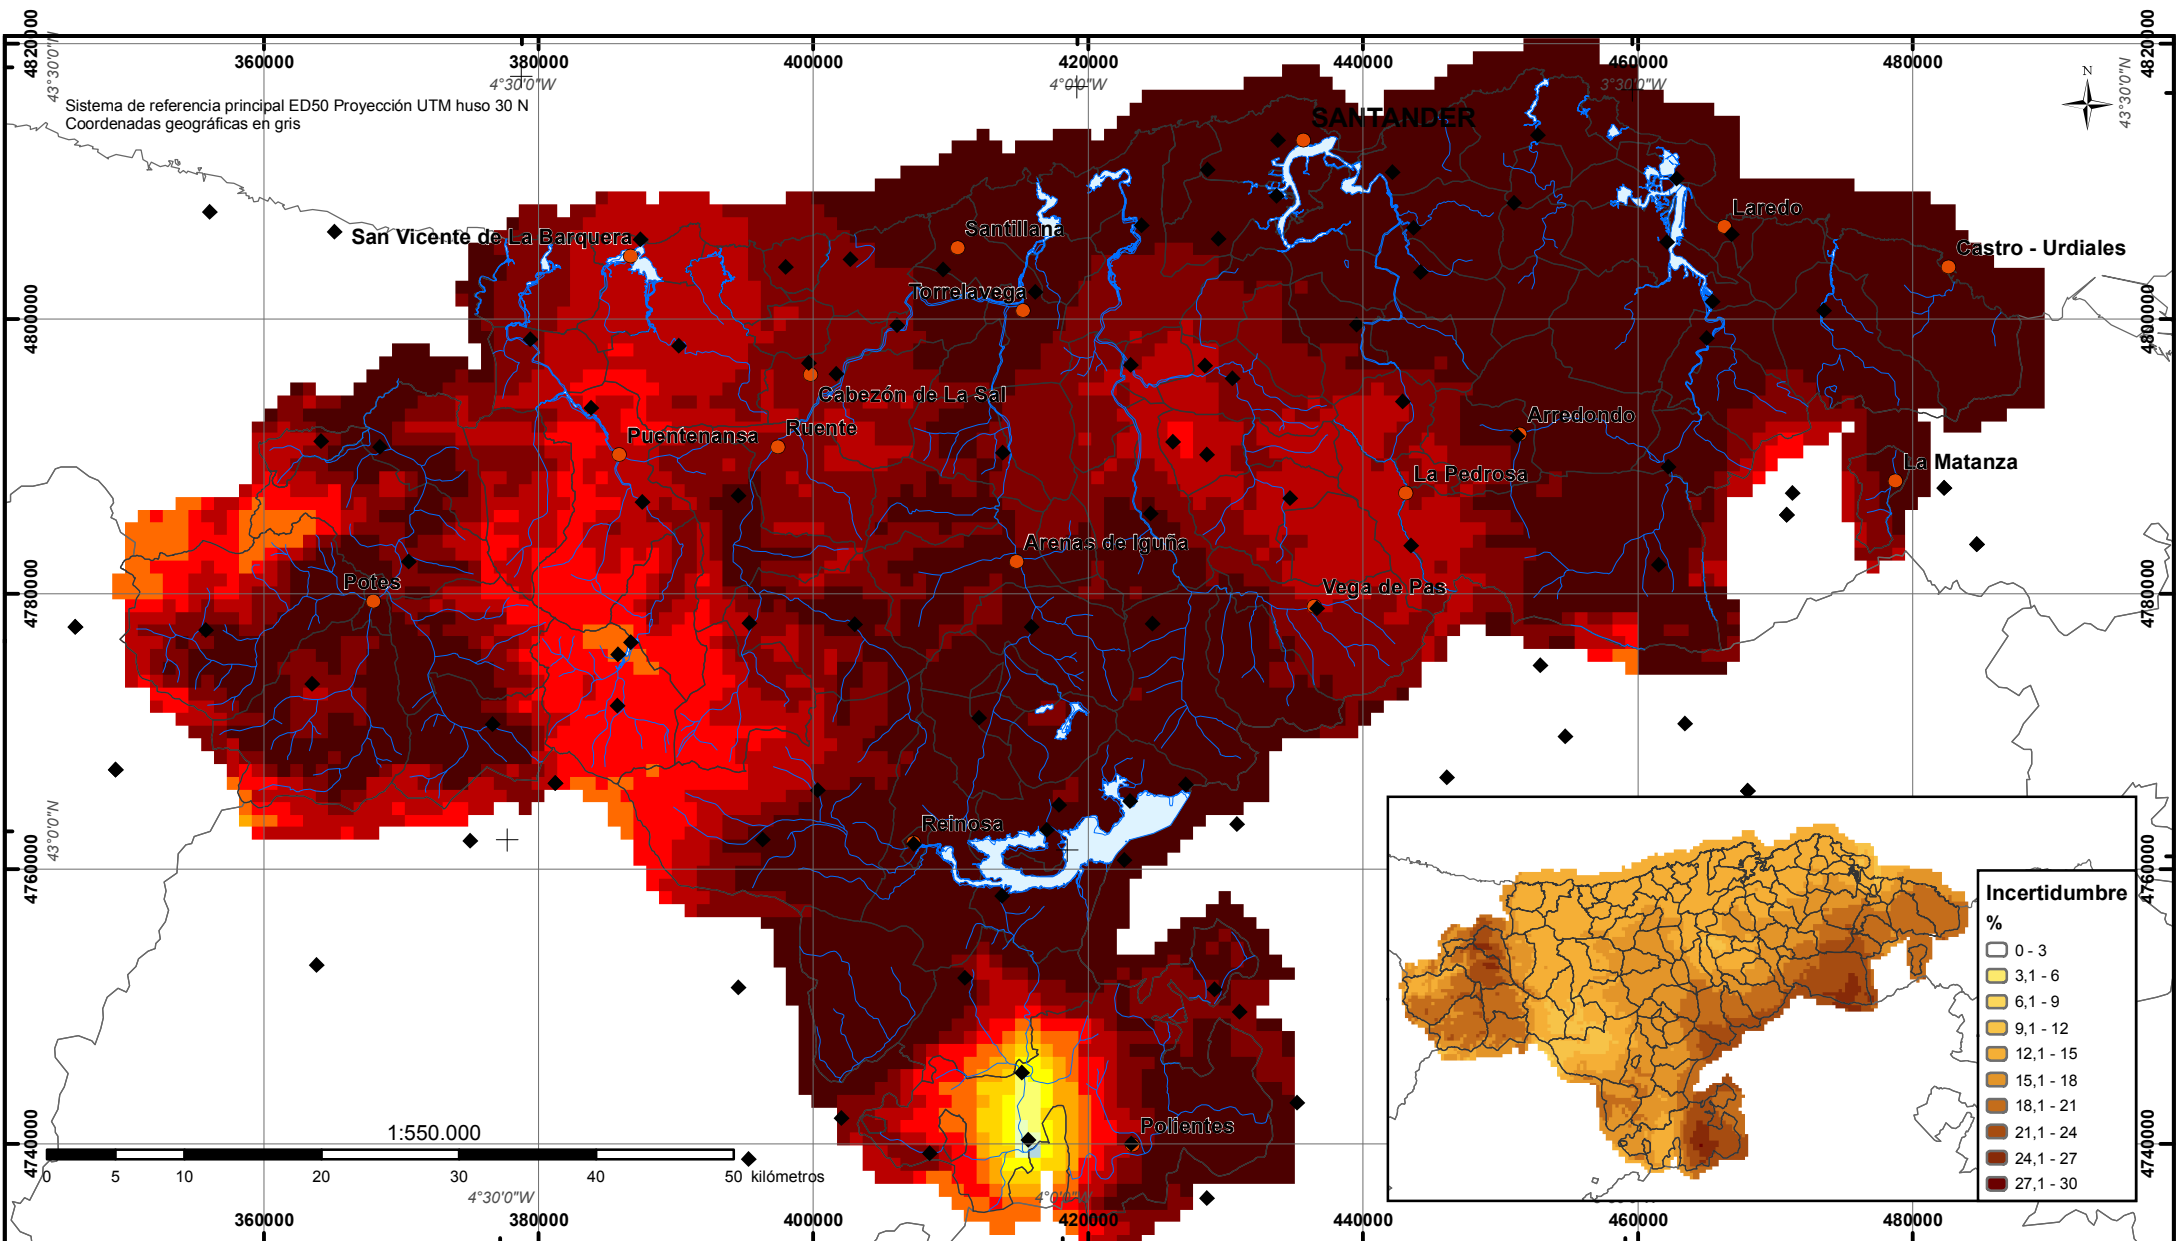 360000 380000 400000 420000 440000 460000 480000
4°30'0"W 4°0'0"W 3°30'0"W
4820000 43°30'0"N 43°30'0"N 4820000
N
Sistema de referencia principal ED50 Proyección UTM huso 30 N
Coordenadas geográficas en gris
SANTANDER
Laredo
Santillana
San Vicente de La Barquera
Castro - Urdiales
Torrelavega
4800000 4800000
Cabezón de La Sal
Arredondo
Ruente
Puentenansa
La Matanza
La Pedrosa
Arenas de Iguña
Potes
Vega de Pas
4780000 4780000
Reinosa
43°0'0"N
4760000 4760000
Incertidumbre
%
0 - 3
3,1 - 6
6,1 - 9
9,1 - 12
12,1 - 15
15,1 - 18
18,1 - 21
21,1 - 24
24,1 - 27
27,1 - 30
Polientes
1:550.000
4740000 4740000
0 5 10 20 30 40 50 kilómetros
4°30'0"W 4°0'0"W
360000 380000 400000 420000 440000 460000 480000